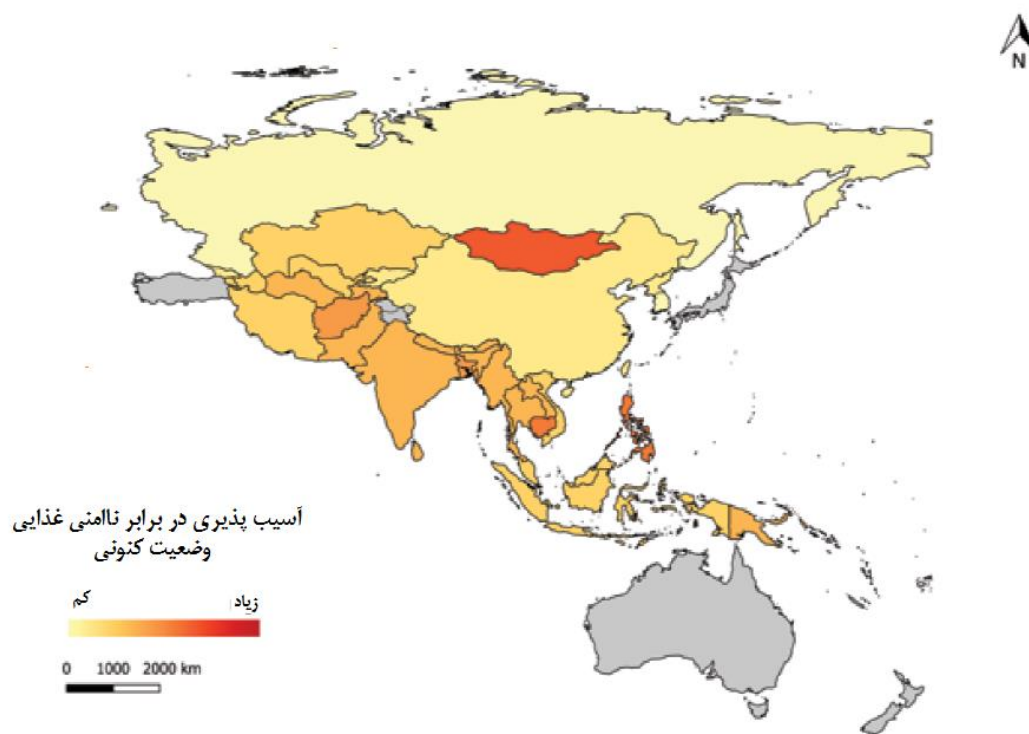 N
آسیب پذیری در برابر ناامنی غذایی
وضعیت کنونی
زیاد
کم
0 1000 2000 km